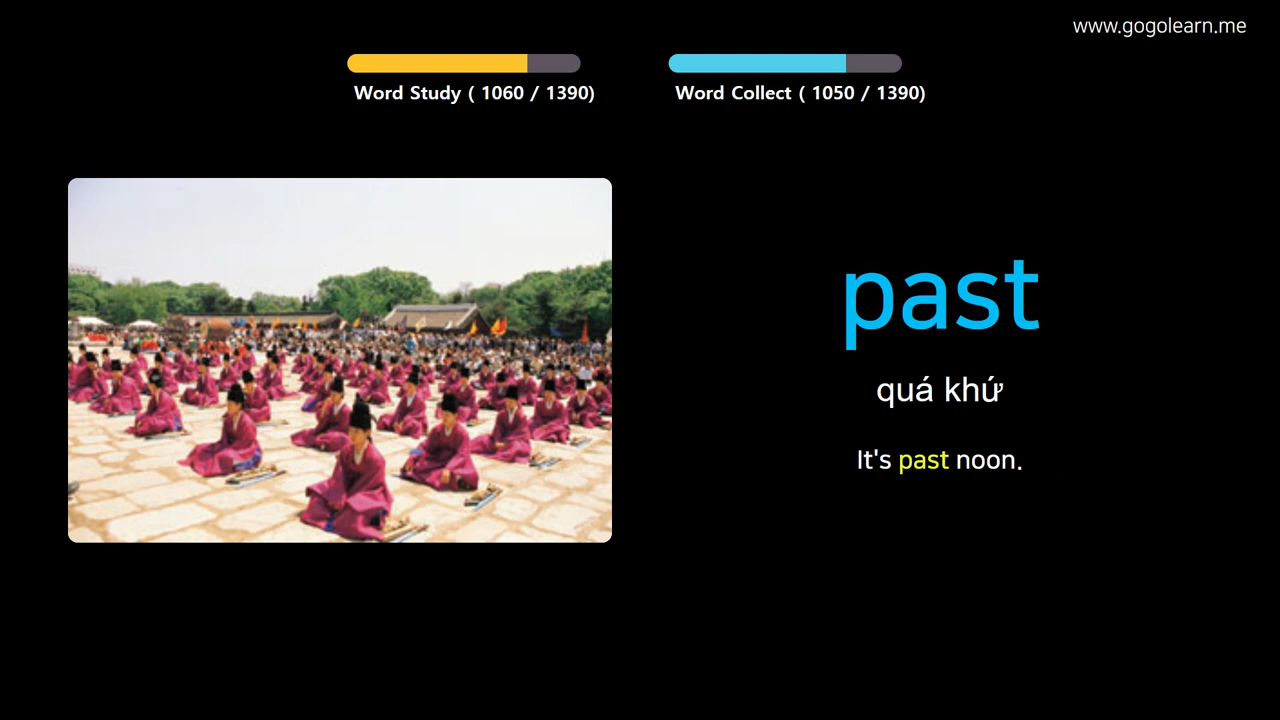 www.gogolearn.me
Word Study ( 1060 / 1390)
Word Collect ( 1050 / 1390)
past
quá khứ
It's past noon.